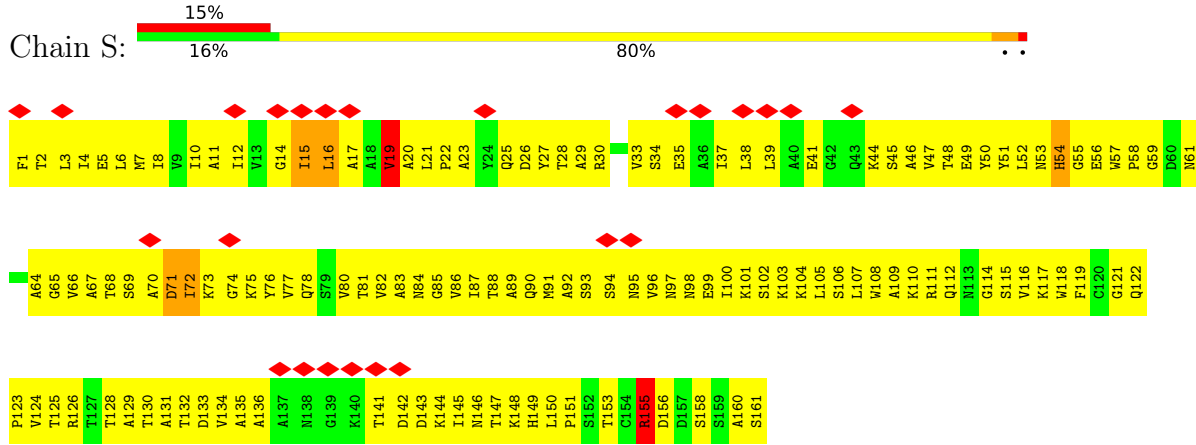 15%
Chain S:
16% 80% • •
F1 T2 L3 I4 E5 L6 M7 I8 V9 I10 A11 I12 V13 G14 I15 L16 A17 A18 V19 A20 L21 P22 A23 Y24 Q25 D26 Y27 T28 A29 R30 V33 S34 E35 A36 I37 L38 L39 A40 E41 G42 Q43 K44 S45 A46 V47 T48 E49 Y50 Y51 L52 N53 H54 G55 E56 W57 P58 G59 D60 N61
A64 G65 V66 A67 T68 S69 A70 D71 I72 K73 G74 K75 Y76 V77 Q78 S79 V80 T81 V82 A83 N84 G85 V86 I87 T88 A89 Q90 M91 A92 S93 S94 N95 V96 N97 N98 E99 I100 K101 S102 K103 K104 L105 S106 L107 W108 A109 K110 R111 Q112 N113 G114 S115 V116 K117 W118 F119 C120 G121 Q122
P123 V124 T125 R126 T127 T128 A129 T130 A131 T132 D133 V134 A135 A136 A137 N138 G139 K140 T141 D142 D143 K144 I145 N146 T147 K148 H149 L150 P151 S152 T153 C154 R155 D156 D157 S158 S159 A160 S161